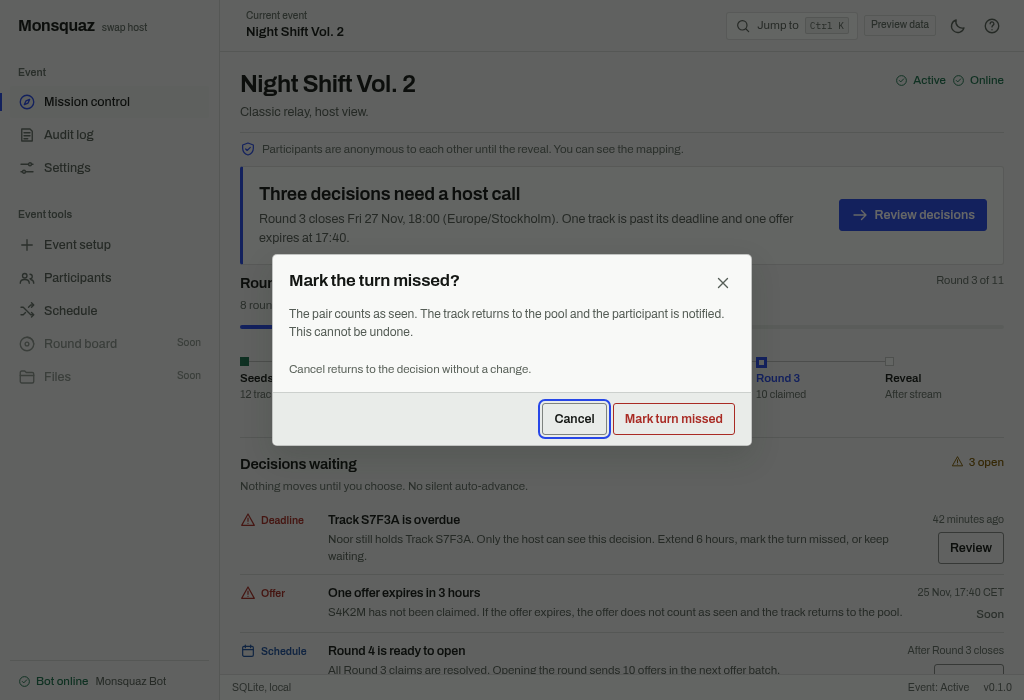 Monsquaz swap host
Current event
Night Shift Vol. 2
Jump to Ctrl K
Preview data
Event
Mission control
Audit log
Settings
Event tools
Event setup
Participants
Schedule
Round board Soon
Files Soon
Bot online Monsquaz Bot
Night Shift Vol. 2
Active Online
Classic relay, host view.
Participants are anonymous to each other until the reveal. You can see the mapping.
Three decisions need a host call
Round 3 closes Fri 27 Nov, 18:00 (Europe/Stockholm). One track is past its deadline and one offer
expires at 17:40.
Review decisions
Round 3 of 11
8 roun
Mark the turn missed?
The pair counts as seen. The track returns to the pool and the participant is notified.
This cannot be undone.
Cancel returns to the decision without a change.
Cancel
Mark turn missed
Seeds
12 trac
Round 3
10 claimed
Reveal
After stream
Decisions waiting
3 open
Nothing moves until you choose. No silent auto-advance.
Deadline
Track S7F3A is overdue
42 minutes ago
Noor still holds Track S7F3A. Only the host can see this decision. Extend 6 hours, mark the turn missed, or keep
waiting.
Review
Offer
One offer expires in 3 hours
25 Nov, 17:40 CET
S4K2M has not been claimed. If the offer expires, the offer does not count as seen and the track returns to the pool.
Soon
Schedule
Round 4 is ready to open
After Round 3 closes
All Round 3 claims are resolved. Opening the round sends 10 offers in the next offer batch.
SQLite, local
Event: Active v0.1.0